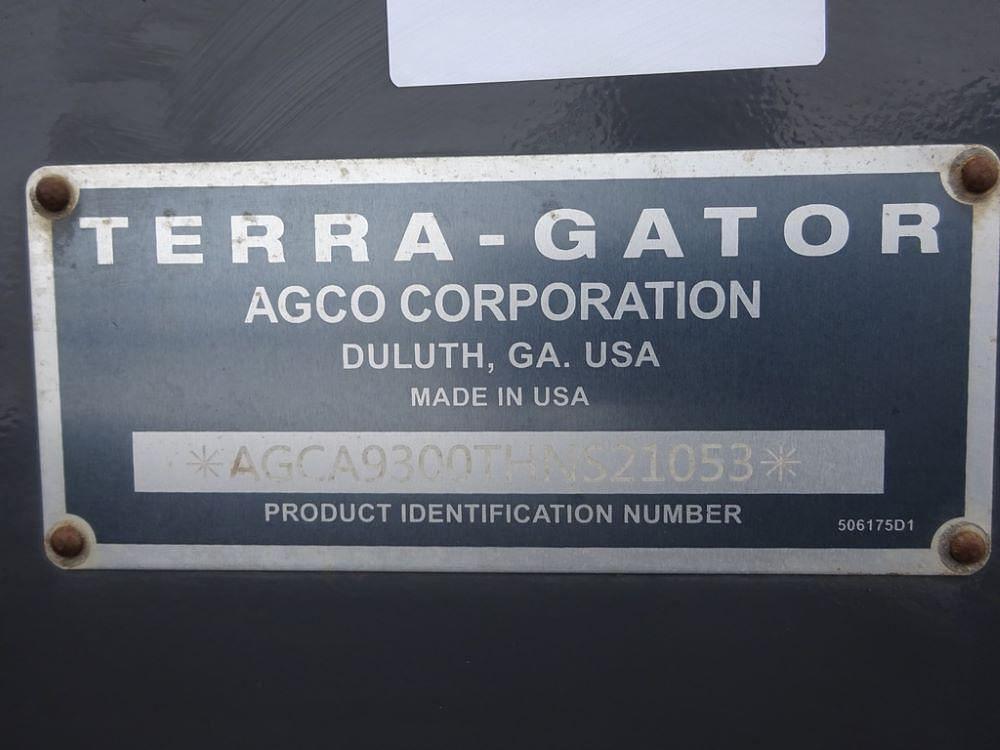 TERRA-GATOR
AGCO CORPORATION
DULUTH, GA. USA
MADE IN USA
*AGCA9300THNS21053*
PRODUCT IDENTIFICATION NUMBER
506175D1